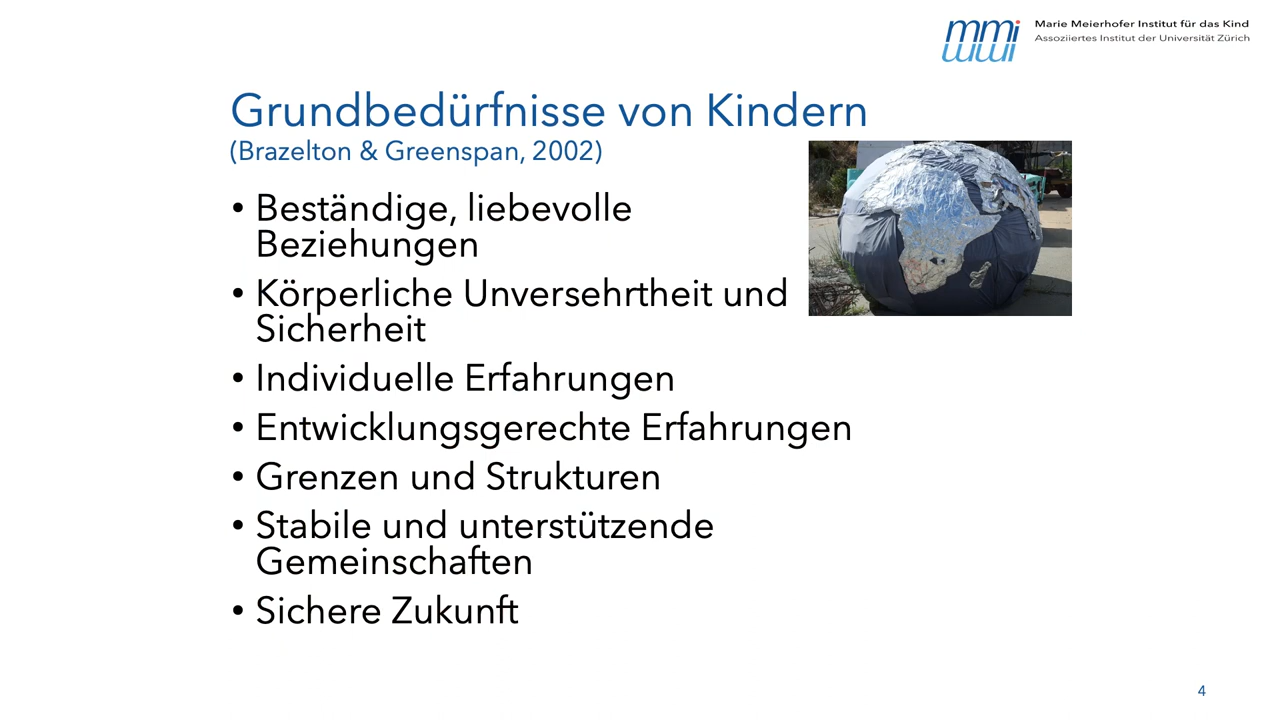 mmi
Marie Meierhofer Institut für das Kind
Assoziiertes Institut der Universität Zürich
Grundbedürfnisse von Kindern
(Brazelton & Greenspan, 2002)
• Beständige, liebevolle
Beziehungen
• Körperliche Unversehrtheit und
Sicherheit
• Individuelle Erfahrungen
• Entwicklungsgerechte Erfahrungen
• Grenzen und Strukturen
• Stabile und unterstützende
Gemeinschaften
• Sichere Zukunft
4